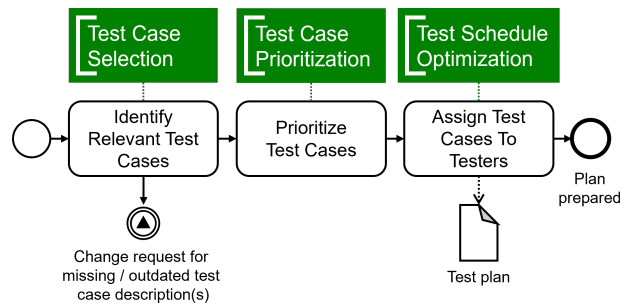 Test Case
Selection
Test Case
Prioritization
Test Schedule
Optimization
Identify
Relevant Test
Cases
Prioritize
Test Cases
Assign Test
Cases To
Testers
Plan
prepared
Change request for
missing / outdated test
case description(s)
Test plan